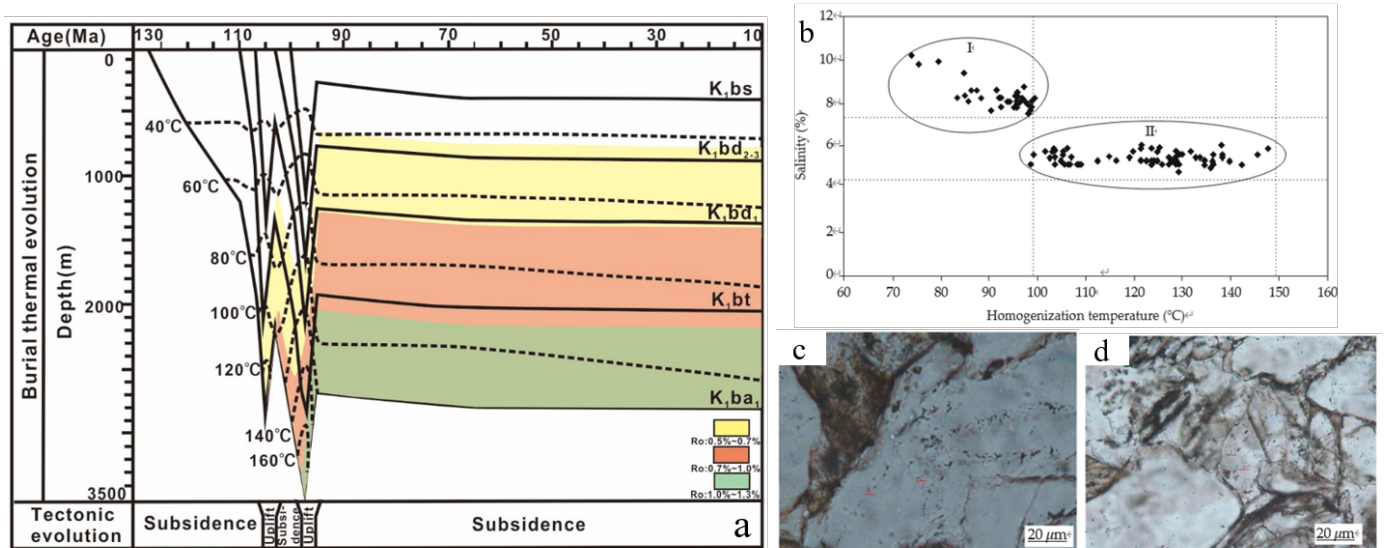 Age(Ma) 130 110 90 70 50 30 10
Burial thermal evolution
Depth(m)
0
1000
2000
3500
40℃
60℃
80℃
100℃
120℃
140℃
160℃
K₁bs
K₁bd₂₋₃
K₁bd₁
K₁bt
K₁ba₁
Ro:0.5%~0.7%
Ro:0.7%~1.0%
Ro:1.0%~1.3%
Tectonic
evolution
Subsidence
Uplift
Subsi-
dence
Uplift
Subsidence
a
b
12↵
10↵
8↵
6↵
4↵
2↵
0↵
Salinity (%)↵
I↵
II↵
↵
60 70 80 90 100 110↵ 120 130 140 150 160
Homogenization temperature (℃)↵
c
20 μm↵
d
20 μm↵